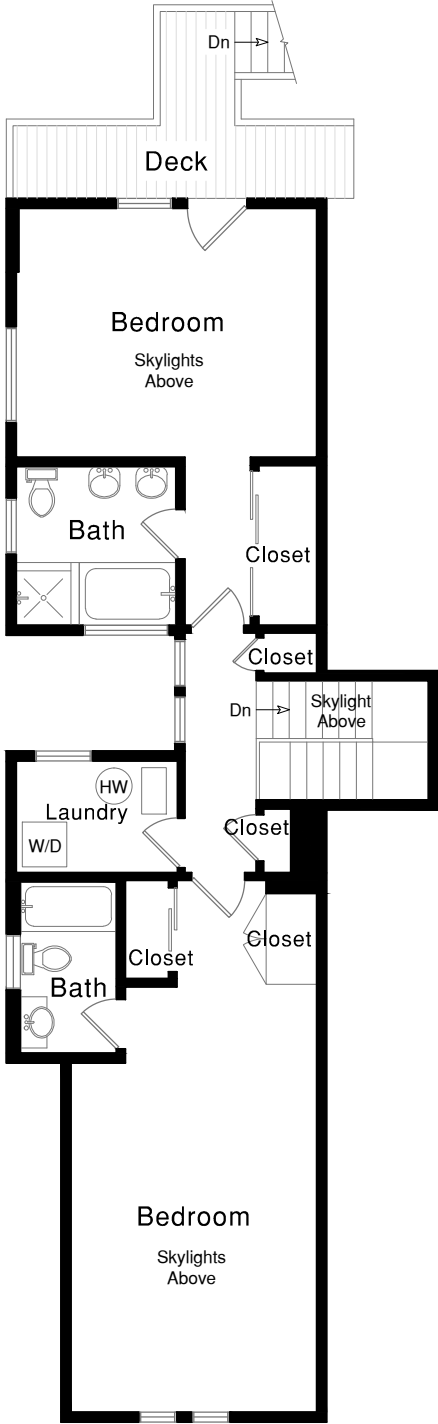 Dn
Deck
Bedroom
Skylights
Above
Bath
Closet
Closet
Dn
Skylight
Above
HW
Laundry
Closet
W/D
Closet
Closet
Bath
Bedroom
Skylights
Above